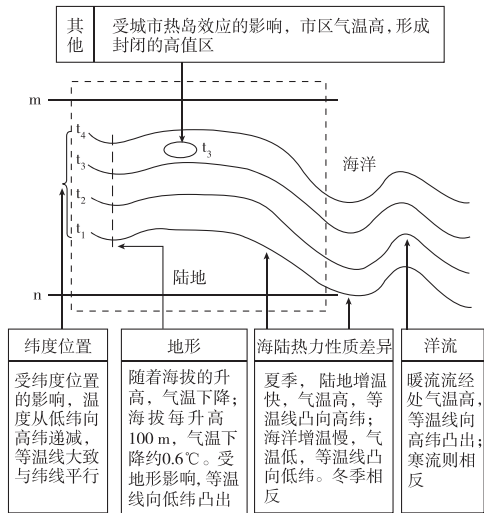 其他
受城市热岛效应的影响，市区气温高，形成
封闭的高值区
m
t4
t3
t3
海洋
t2
t1
陆地
n
纬度位置
受纬度位置
的影响，温
度从低纬向
高纬递减，
等温线大致
与纬线平行
地形
随着海拔的升
高，气温下降；
海拔每升高
100 m，气温下
降约0.6℃。受
地形影响，等温
线向低纬凸出
海陆热力性质差异
夏季，陆地增温
快，气温高，等
温线凸向高纬；
海洋增温慢，气
温低，等温线凸
向低纬。冬季相
反
洋流
暖流流经
处气温高，
等温线向
高纬凸出；
寒流则相
反